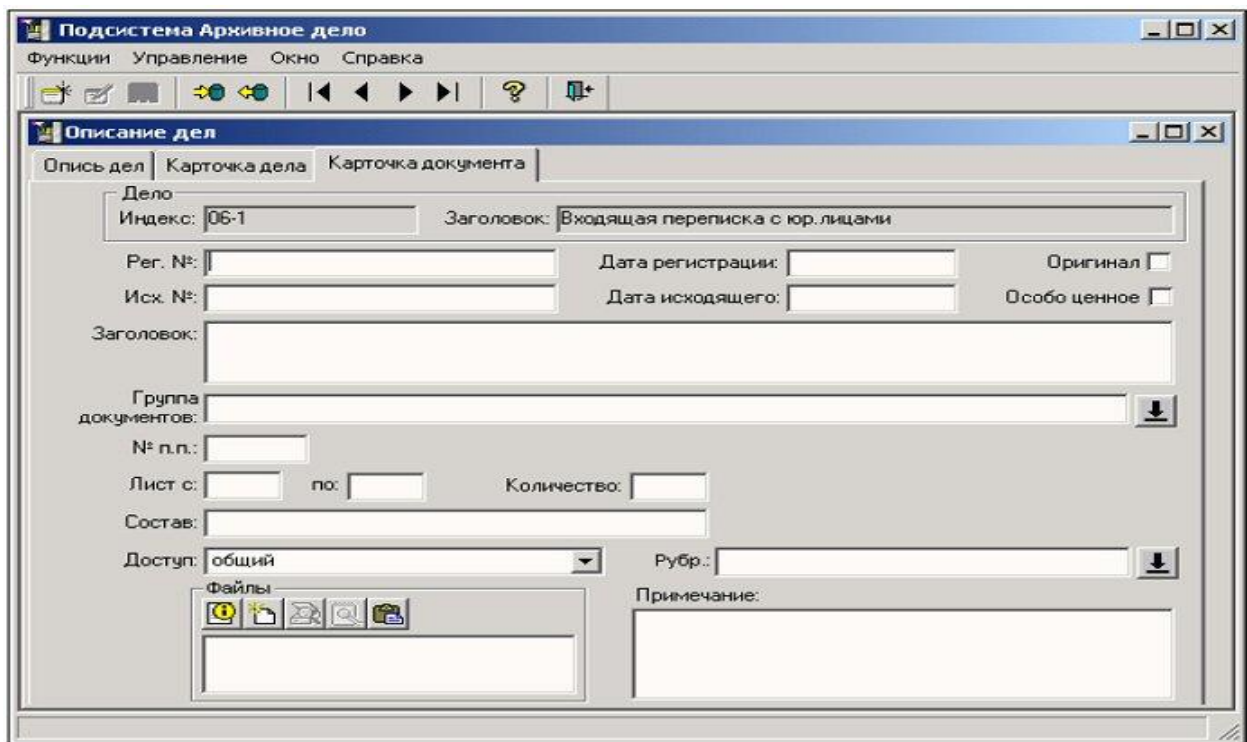 Подсистема Архивное дело
Функции Управление Окно Справка
Описание дел
Опись дел Карточка дела Карточка документа
Дело
Индекс: 06-1 Заголовок: Входящая переписка с юр.лицами
Рег. №: Дата регистрации: Оригинал
Исх. №: Дата исходящего: Особо ценное
Заголовок:
Группа
документов:
№ п.п.:
Лист с: по: Количество:
Состав:
Доступ: общий Рубр.:
Файлы
Примечание: